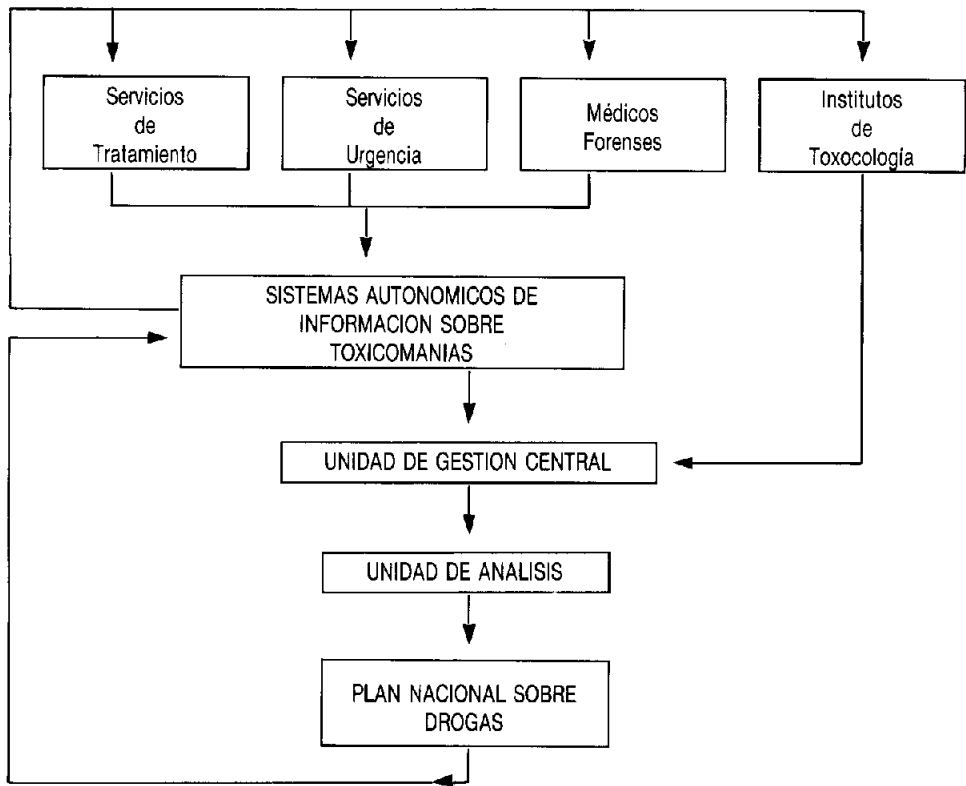 Servicios
de
Tratamiento
Servicios
de
Urgencia
Médicos
Forenses
Institutos
de
Toxocología
SISTEMAS AUTONOMICOS DE
INFORMACION SOBRE
TOXICOMANIAS
UNIDAD DE GESTION CENTRAL
UNIDAD DE ANALISIS
PLAN NACIONAL SOBRE
DROGAS